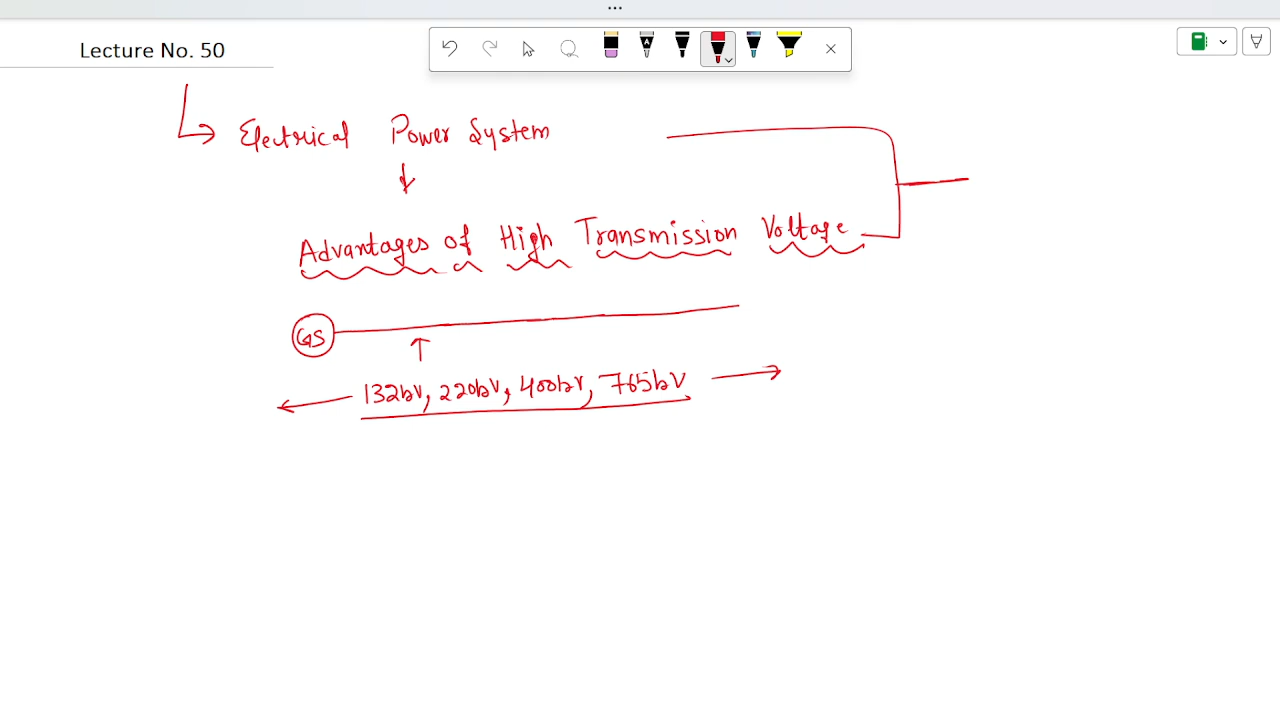 Lecture No. 50
Electrical Power System
Advantages of High Transmission Voltage
GS
132kV, 220kV, 400kV, 765kV